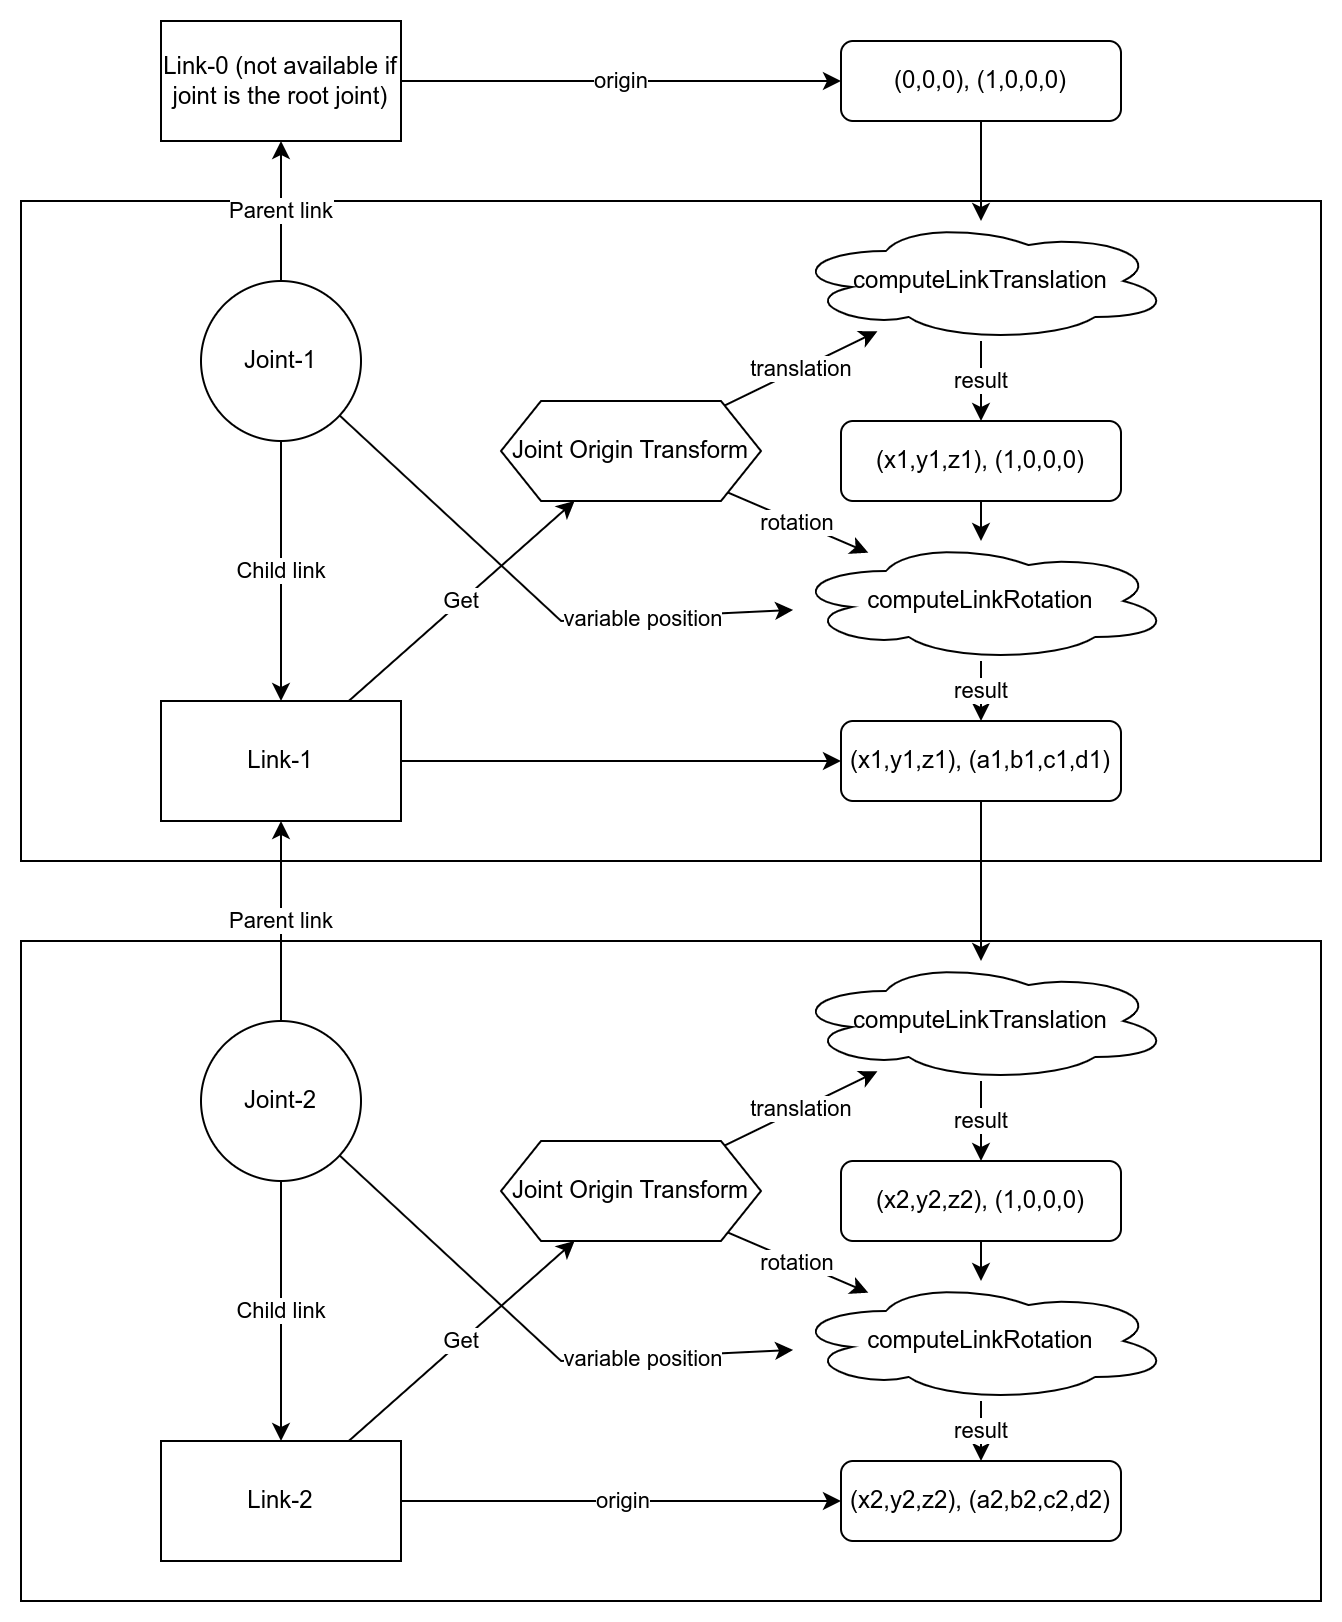 Link-0 (not available if
joint is the root joint)
origin
(0,0,0), (1,0,0,0)
Parent link
computeLinkTranslation
Joint-1
translation
result
Joint Origin Transform
(x1,y1,z1), (1,0,0,0)
rotation
Child link
Get
variable position
computeLinkRotation
result
Link-1
(x1,y1,z1), (a1,b1,c1,d1)
Parent link
computeLinkTranslation
Joint-2
translation
result
Joint Origin Transform
(x2,y2,z2), (1,0,0,0)
rotation
Child link
Get
variable position
computeLinkRotation
result
Link-2
origin
(x2,y2,z2), (a2,b2,c2,d2)